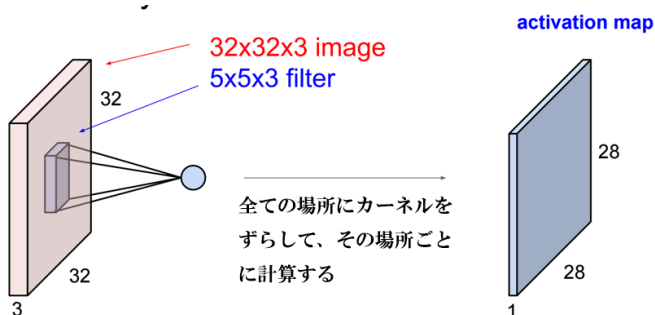 activation map
32x32x3 image
5x5x3 filter
32
28
全ての場所にカーネルを
ずらして、その場所ごと
に計算する
32
28
3
1